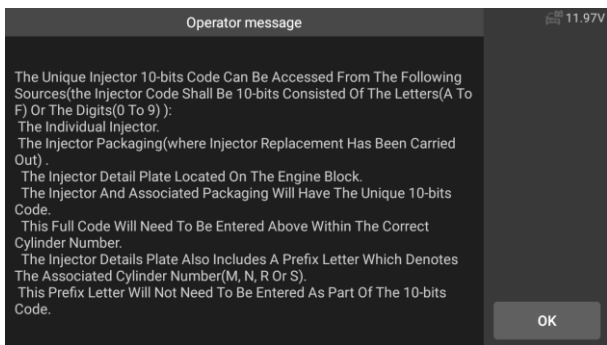 Operator message
11.97V
The Unique Injector 10-bits Code Can Be Accessed From The Following
Sources(the Injector Code Shall Be 10-bits Consisted Of The Letters(A To
F) Or The Digits(0 To 9) ):
The Individual Injector.
The Injector Packaging(where Injector Replacement Has Been Carried
Out) .
The Injector Detail Plate Located On The Engine Block.
The Injector And Associated Packaging Will Have The Unique 10-bits
Code.
This Full Code Will Need To Be Entered Above Within The Correct
Cylinder Number.
The Injector Details Plate Also Includes A Prefix Letter Which Denotes
The Associated Cylinder Number(M, N, R Or S).
This Prefix Letter Will Not Need To Be Entered As Part Of The 10-bits
Code.
OK